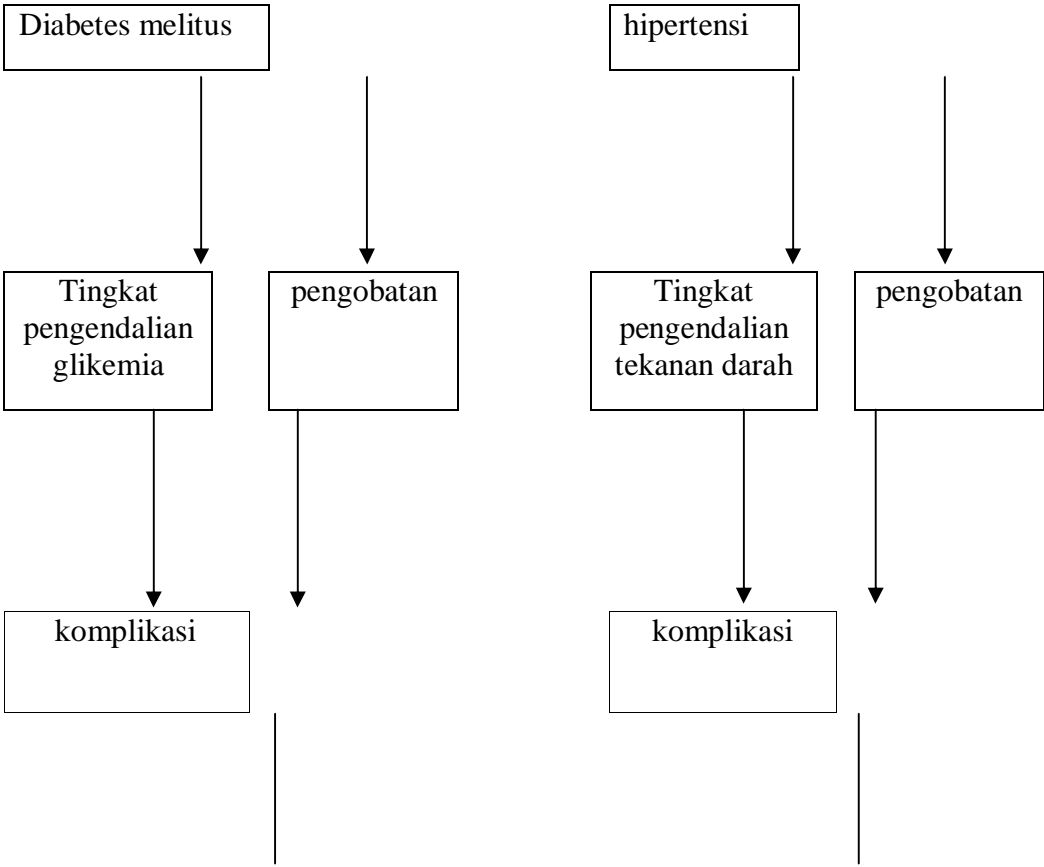 Diabetes melitus
hipertensi
Tingkat
pengendalian
glikemia
pengobatan
Tingkat
pengendalian
tekanan darah
pengobatan
komplikasi
komplikasi